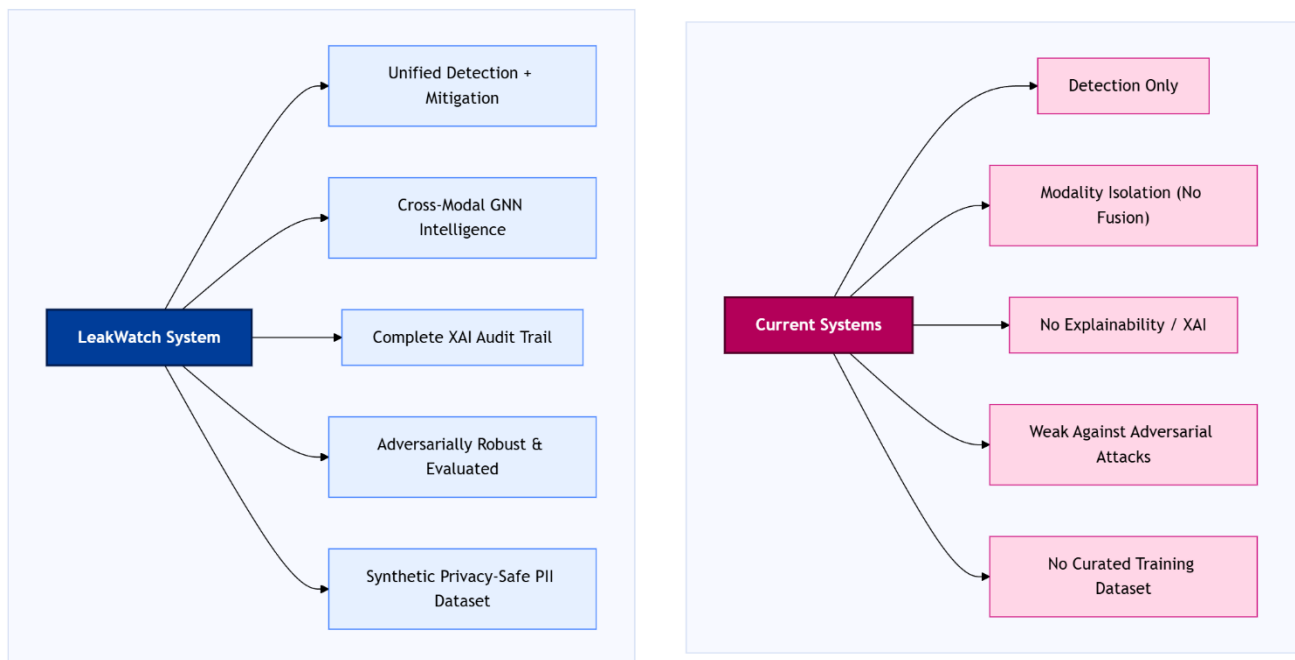 Unified Detection +
Mitigation
Cross-Modal GNN
Intelligence
LeakWatch System
Complete XAI Audit Trail
Adversarially Robust &
Evaluated
Synthetic Privacy-Safe PII
Dataset
Detection Only
Modality Isolation (No
Fusion)
Current Systems
No Explainability / XAI
Weak Against Adversarial
Attacks
No Curated Training
Dataset